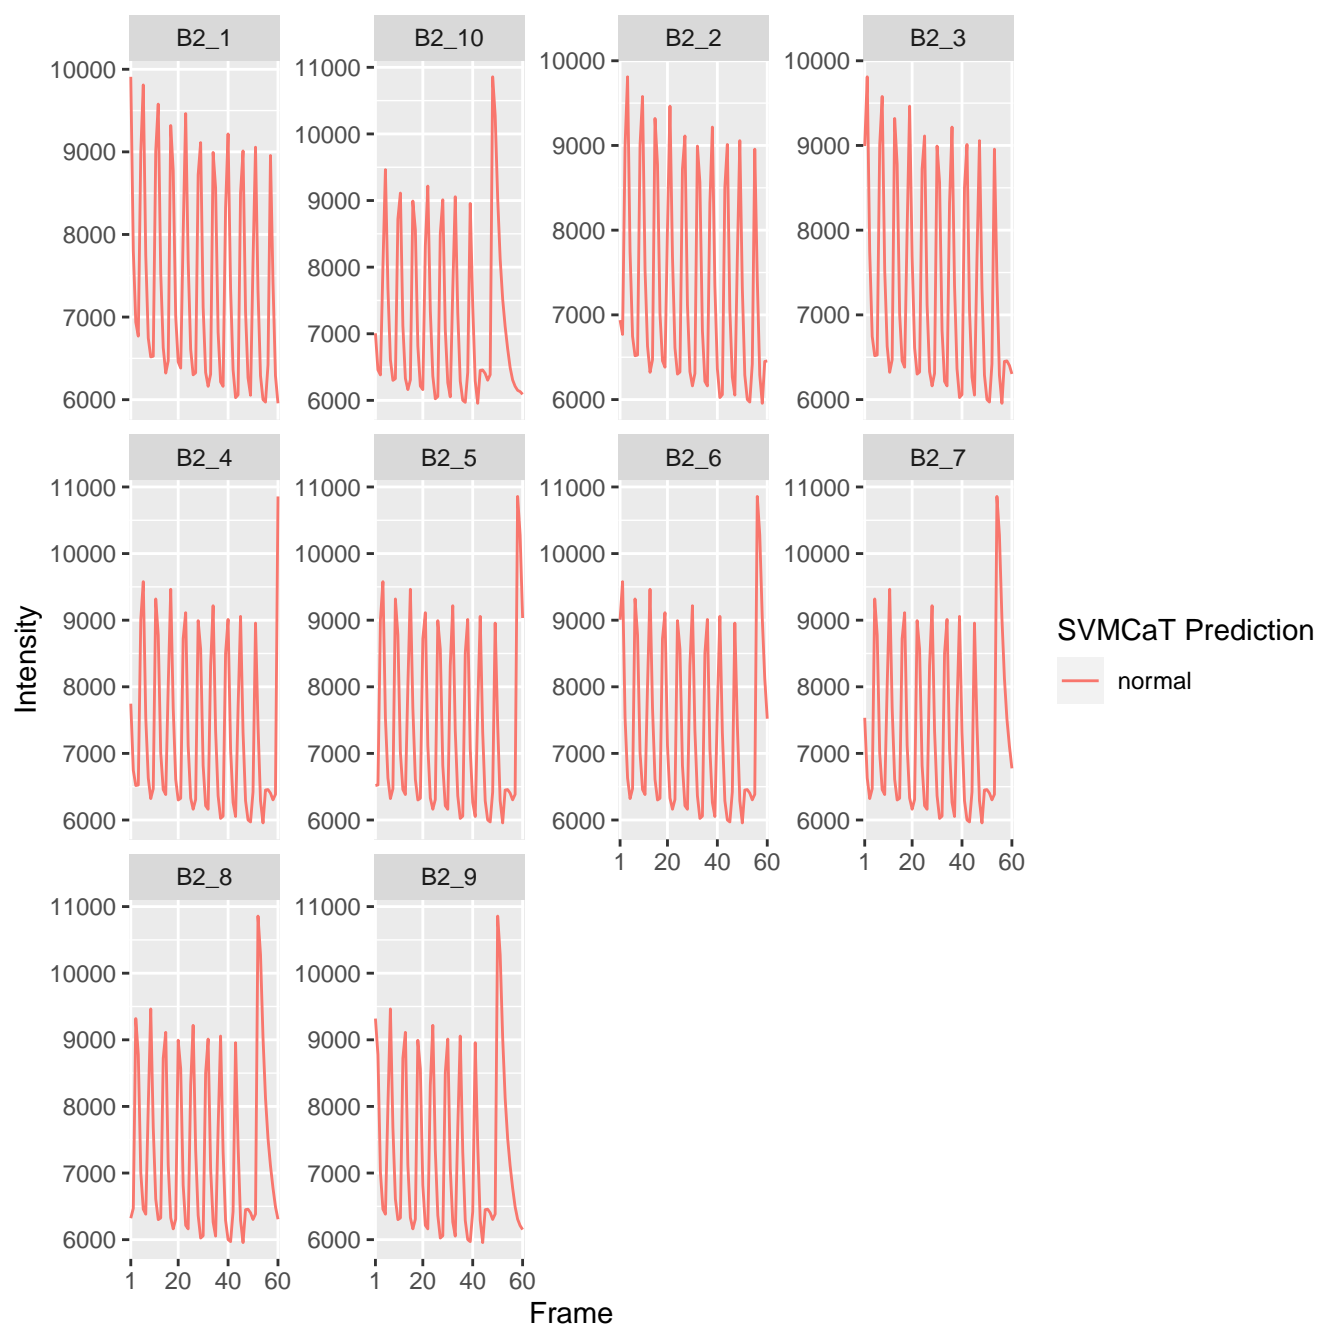 B2_1 B2_10 B2_2 B2_3
10000 11000 10000 10000
9000 10000 9000 9000
8000 9000 8000 8000
7000 8000 7000 7000
6000 7000 6000 6000
6000
B2_4 B2_5 B2_6 B2_7
11000 11000 11000 11000
10000 10000 10000 10000
9000 9000 9000 9000
8000 8000 8000 8000
7000 7000 7000 7000
6000 6000 6000 6000
1 20 40 60 1 20 40 60
B2_8 B2_9
11000 11000
10000 10000
9000 9000
8000 8000
7000 7000
6000 6000
1 20 40 60 1 20 40 60
Frame
Intensity
SVMCaT Prediction
normal